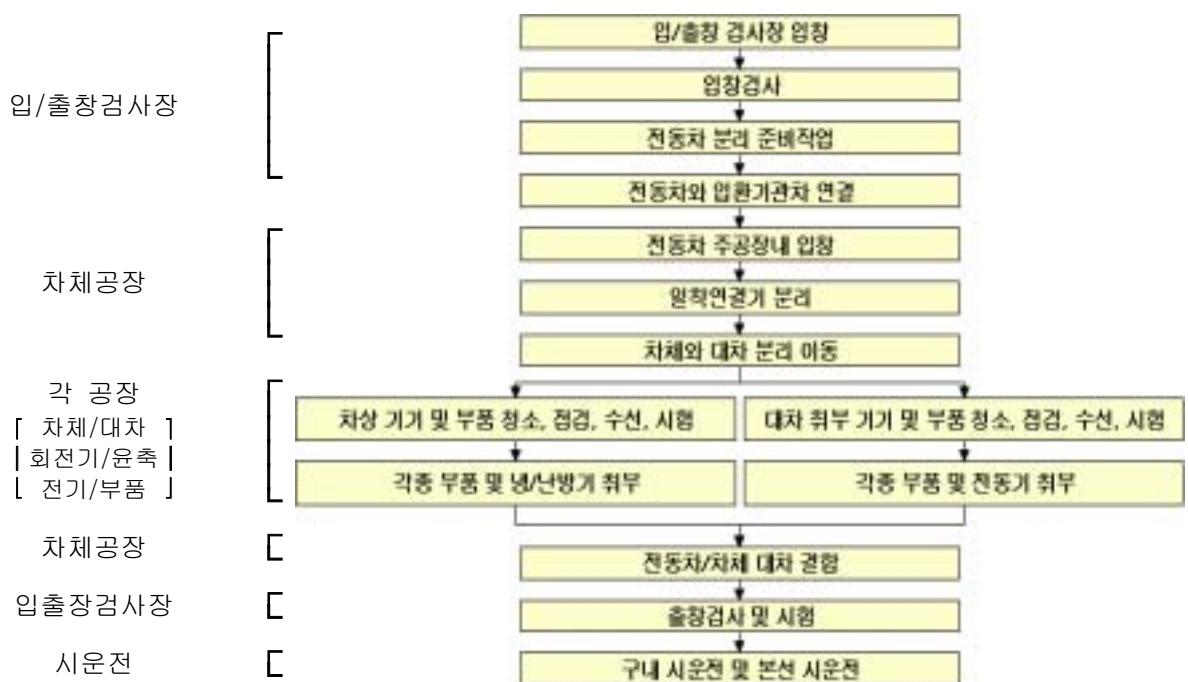 입/출창 검사장 입창
입창검사
입/출창검사장
전동차 분리 준비작업
전동차와 입환기관차 연결
전동차 주공장내 입창
차체공장
밀착연결기 분리
차체와 대차 분리 이동
각 공장
차체/대차
회전기/윤축
전기/부품
차상 기기 및 부품 청소, 점검, 수선, 시험
대차 취부 기기 및 부품 청소, 점검, 수선, 시험
각종 부품 및 냉/난방기 취부
각종 부품 및 전동기 취부
차체공장
전동차/차체 대차 결합
입출장검사장
출창검사 및 시험
시운전
구내 시운전 및 본선 시운전